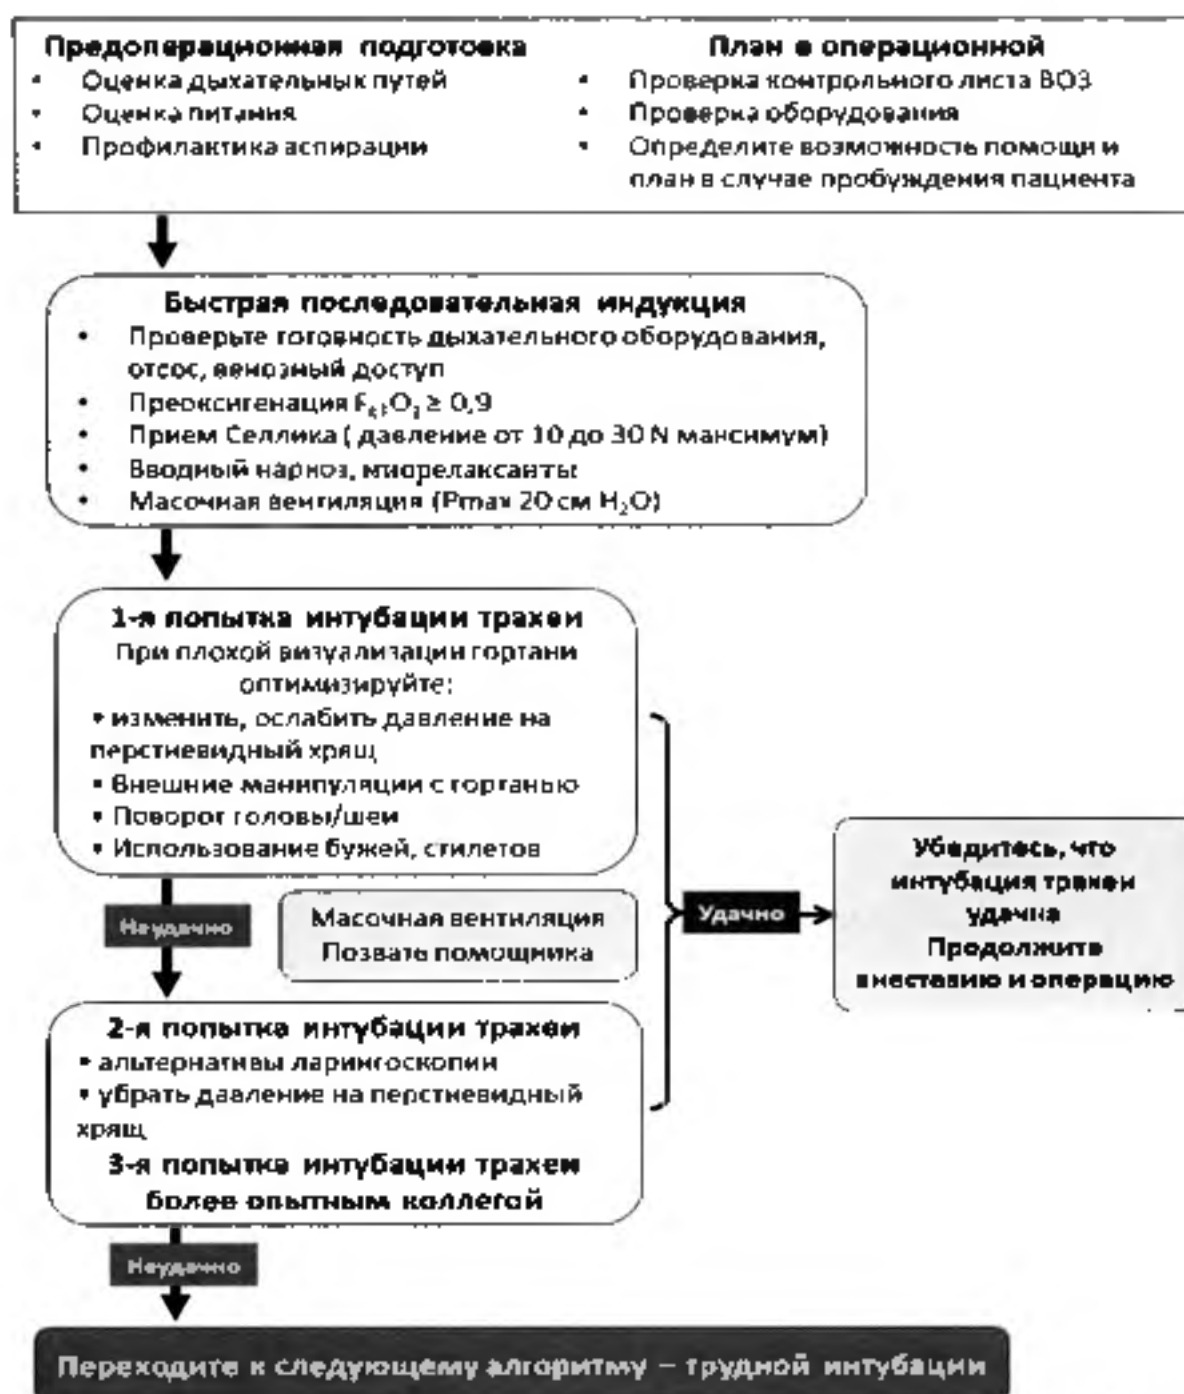 Предоперационная подготовка
• Оценка дыхательных путей
• Оценка питания
• Профилактика аспирации
План в операционной
• Проверка контрольного листа ВОЗ
• Проверка оборудования
• Определите возможность помощи и
план в случае пробуждения пациента
Быстрая последовательная индукция
• Проверьте готовность дыхательного оборудования,
отсос, венозный доступ
• Преоксигенация FₑₜO₂ ≥ 0,9
• Прием Селлика ( давление от 10 до 30 N максимум)
• Вводный наркоз, миорелаксанты
• Масочная вентиляция (Pmax 20 см H₂O)
1-я попытка интубации трахеи
При плохой визуализации гортани
оптимизируйте:
• изменить, ослабить давление на
перстневидный хрящ
• Внешние манипуляции с гортанью
• Поворот головы/шеи
• Использование бужей, стилетов
Неудачно
Масочная вентиляция
Позвать помощника
Удачно
Убедитесь, что
интубация трахеи
удачна
Продолжите
анестезию и операцию
2-я попытка интубации трахеи
• альтернативы ларингоскопии
• убрать давление на перстневидный
хрящ
3-я попытка интубации трахеи
более опытным коллегой
Неудачно
Переходите к следующему алгоритму – трудной интубации